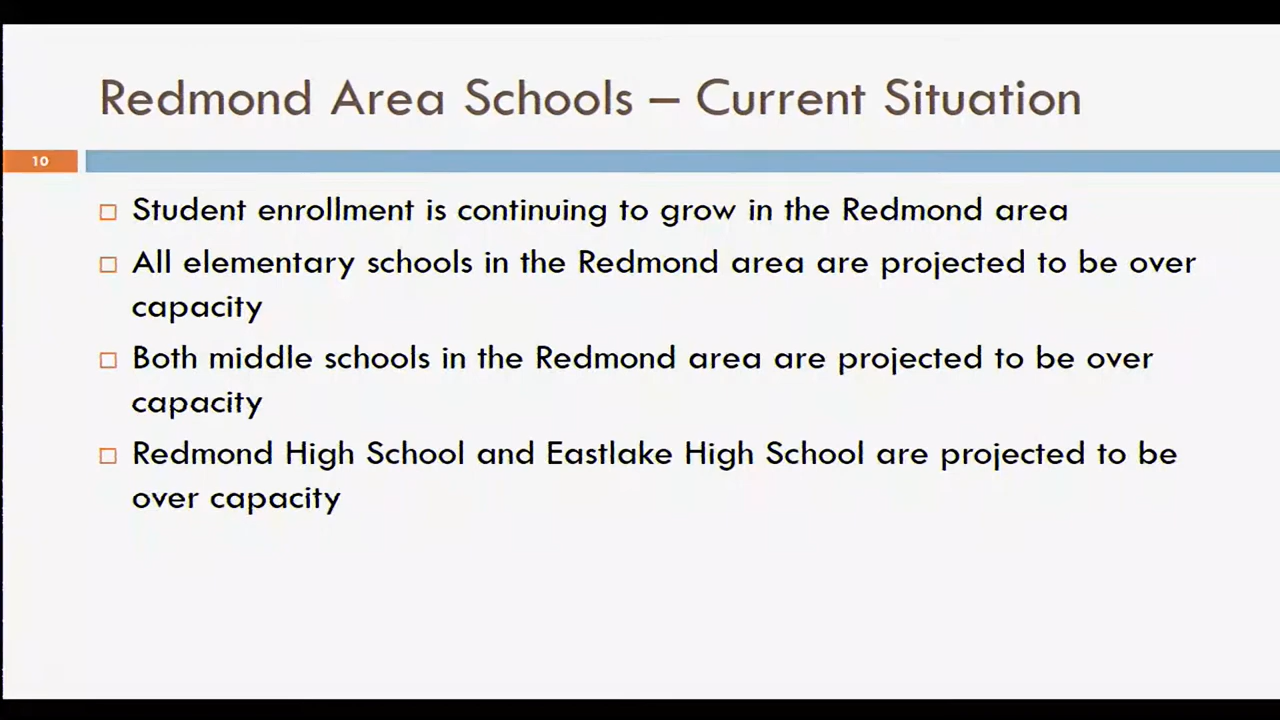 Redmond Area Schools – Current Situation
10
Student enrollment is continuing to grow in the Redmond area
All elementary schools in the Redmond area are projected to be over
capacity
Both middle schools in the Redmond area are projected to be over
capacity
Redmond High School and Eastlake High School are projected to be
over capacity